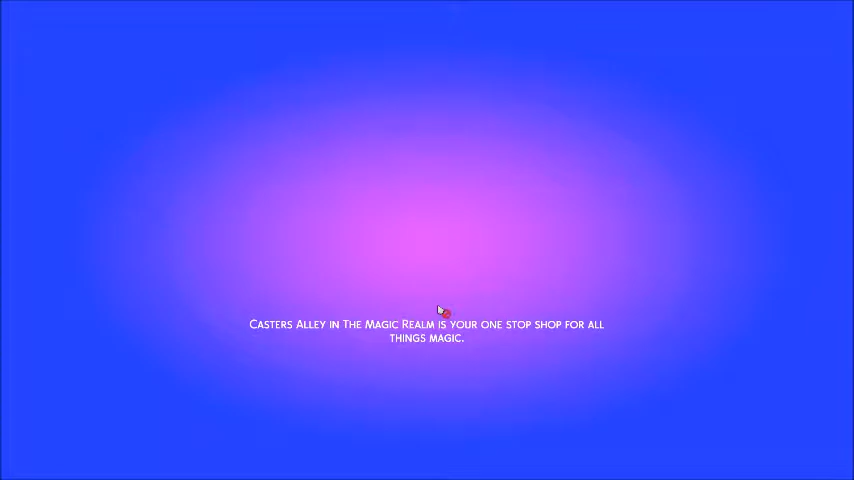 Casters Alley in The Magic Realm is your one stop shop for all
things magic.